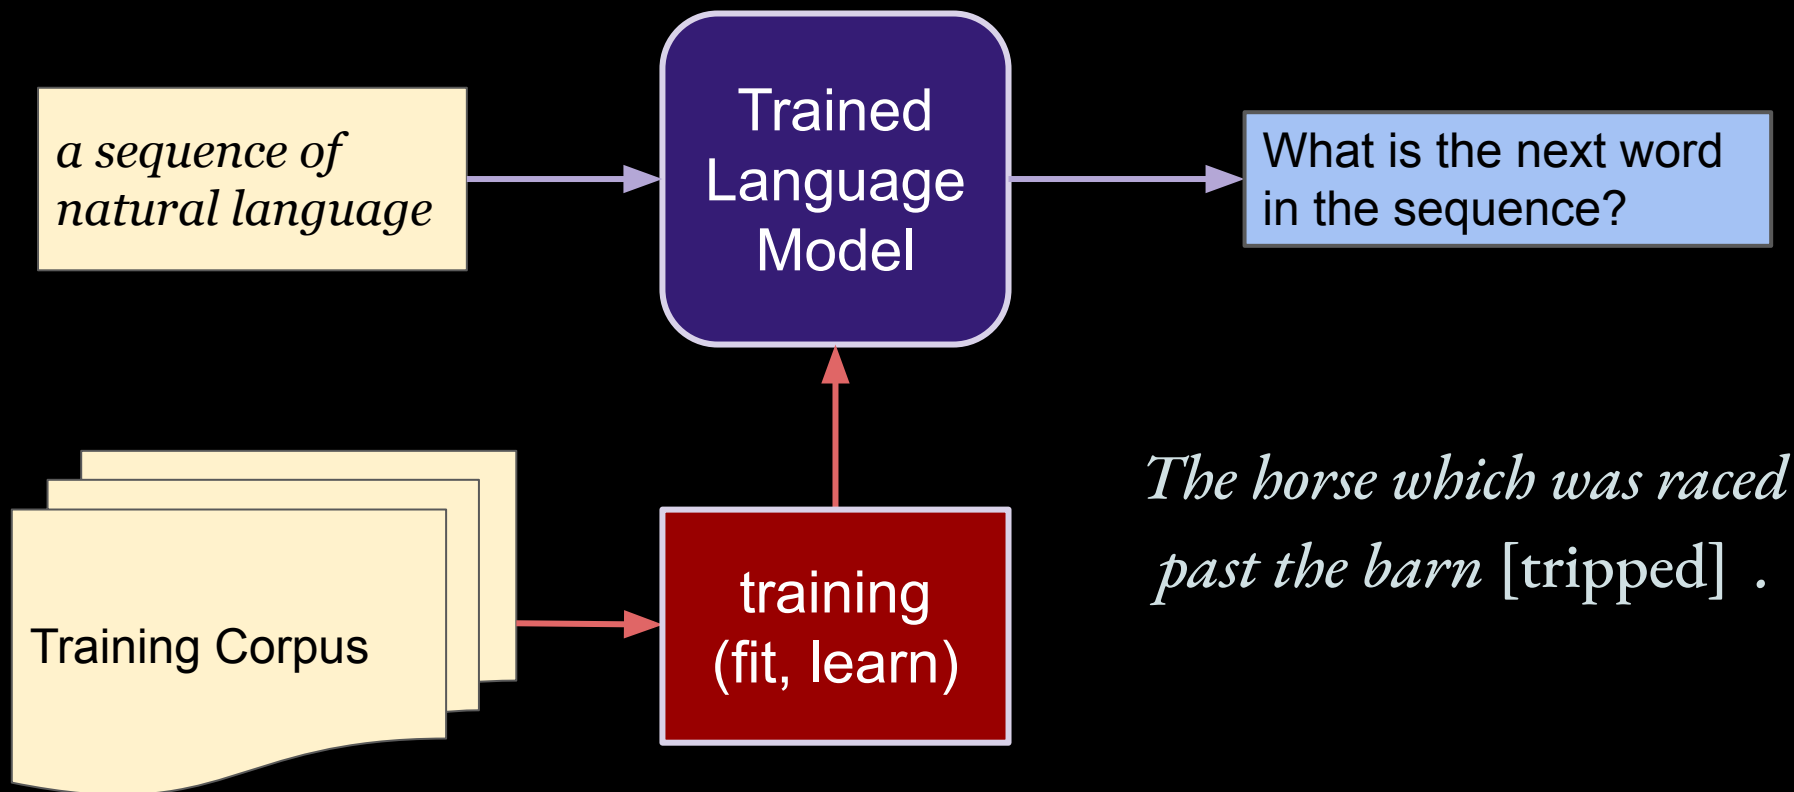 a sequence of
natural language
Trained
Language
Model
What is the next word
in the sequence?
Training Corpus
training
(fit, learn)
The horse which was raced
past the barn [tripped] .